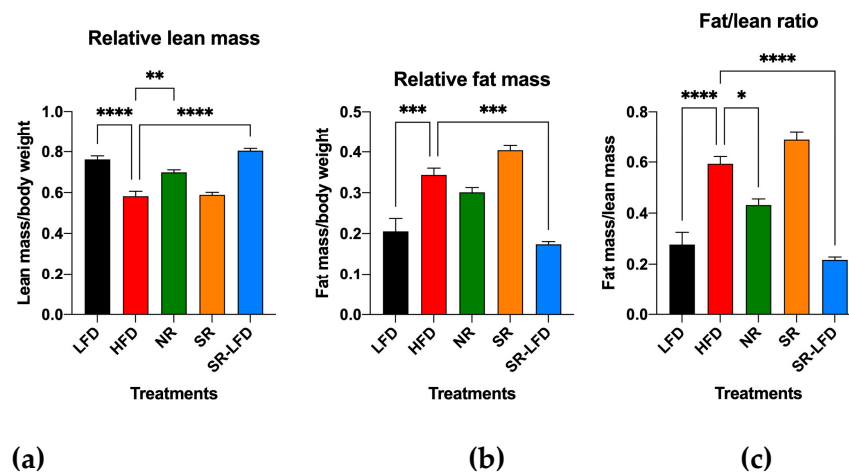 Relative lean mass
**
****
****
1.0
0.8
0.6
0.4
0.2
0.0
Lean mass/body weight
LFD
HFD
NR
SR
SR-LFD
Treatments
(a)
Relative fat mass
***
***
0.5
0.4
0.3
0.2
0.1
0.0
Fat mass/body weight
LFD
HFD
NR
SR
SR-LFD
Treatments
(b)
Fat/lean ratio
****
****
*
0.8
0.6
0.4
0.2
0.0
Fat mass/lean mass
LFD
HFD
NR
SR
SR-LFD
Treatments
(c)